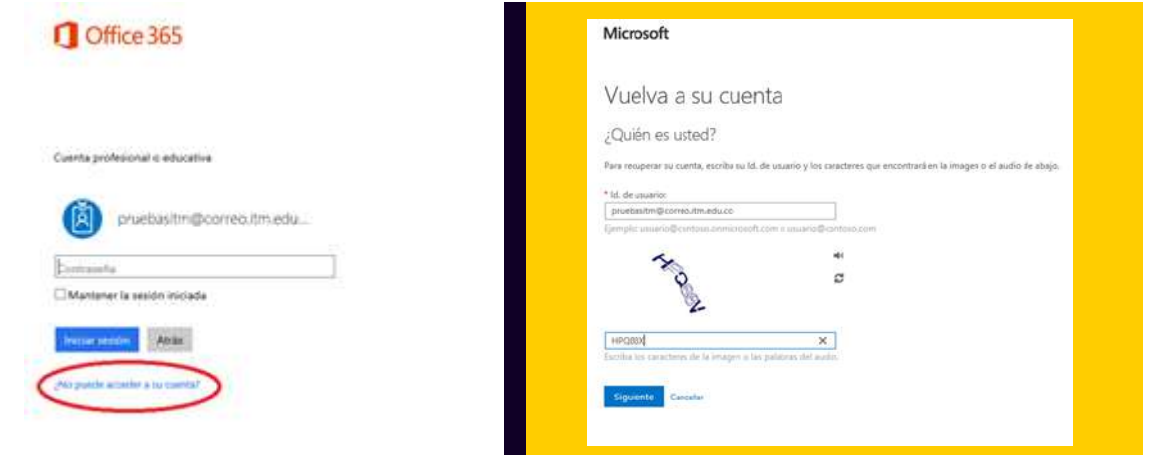 Office 365
Cuenta profesional o educativa
pruebasitm@correo.itm.edu...
Contraseña
Mantener la sesión iniciada
Iniciar sesión
Atrás
¿No puede acceder a su cuenta?
Microsoft
Vuelva a su cuenta
¿Quién es usted?
Para recuperar su cuenta, escriba su Id. de usuario y los caracteres que encontrará en la imagen o el audio de abajo.
* Id. de usuario:
pruebasitm@correo.itm.edu.co
Ejemplo: usuario@contoso.onmicrosoft.com o usuario@contoso.com
Escriba los caracteres de la imagen o las palabras del audio.
Siguiente
Cancelar